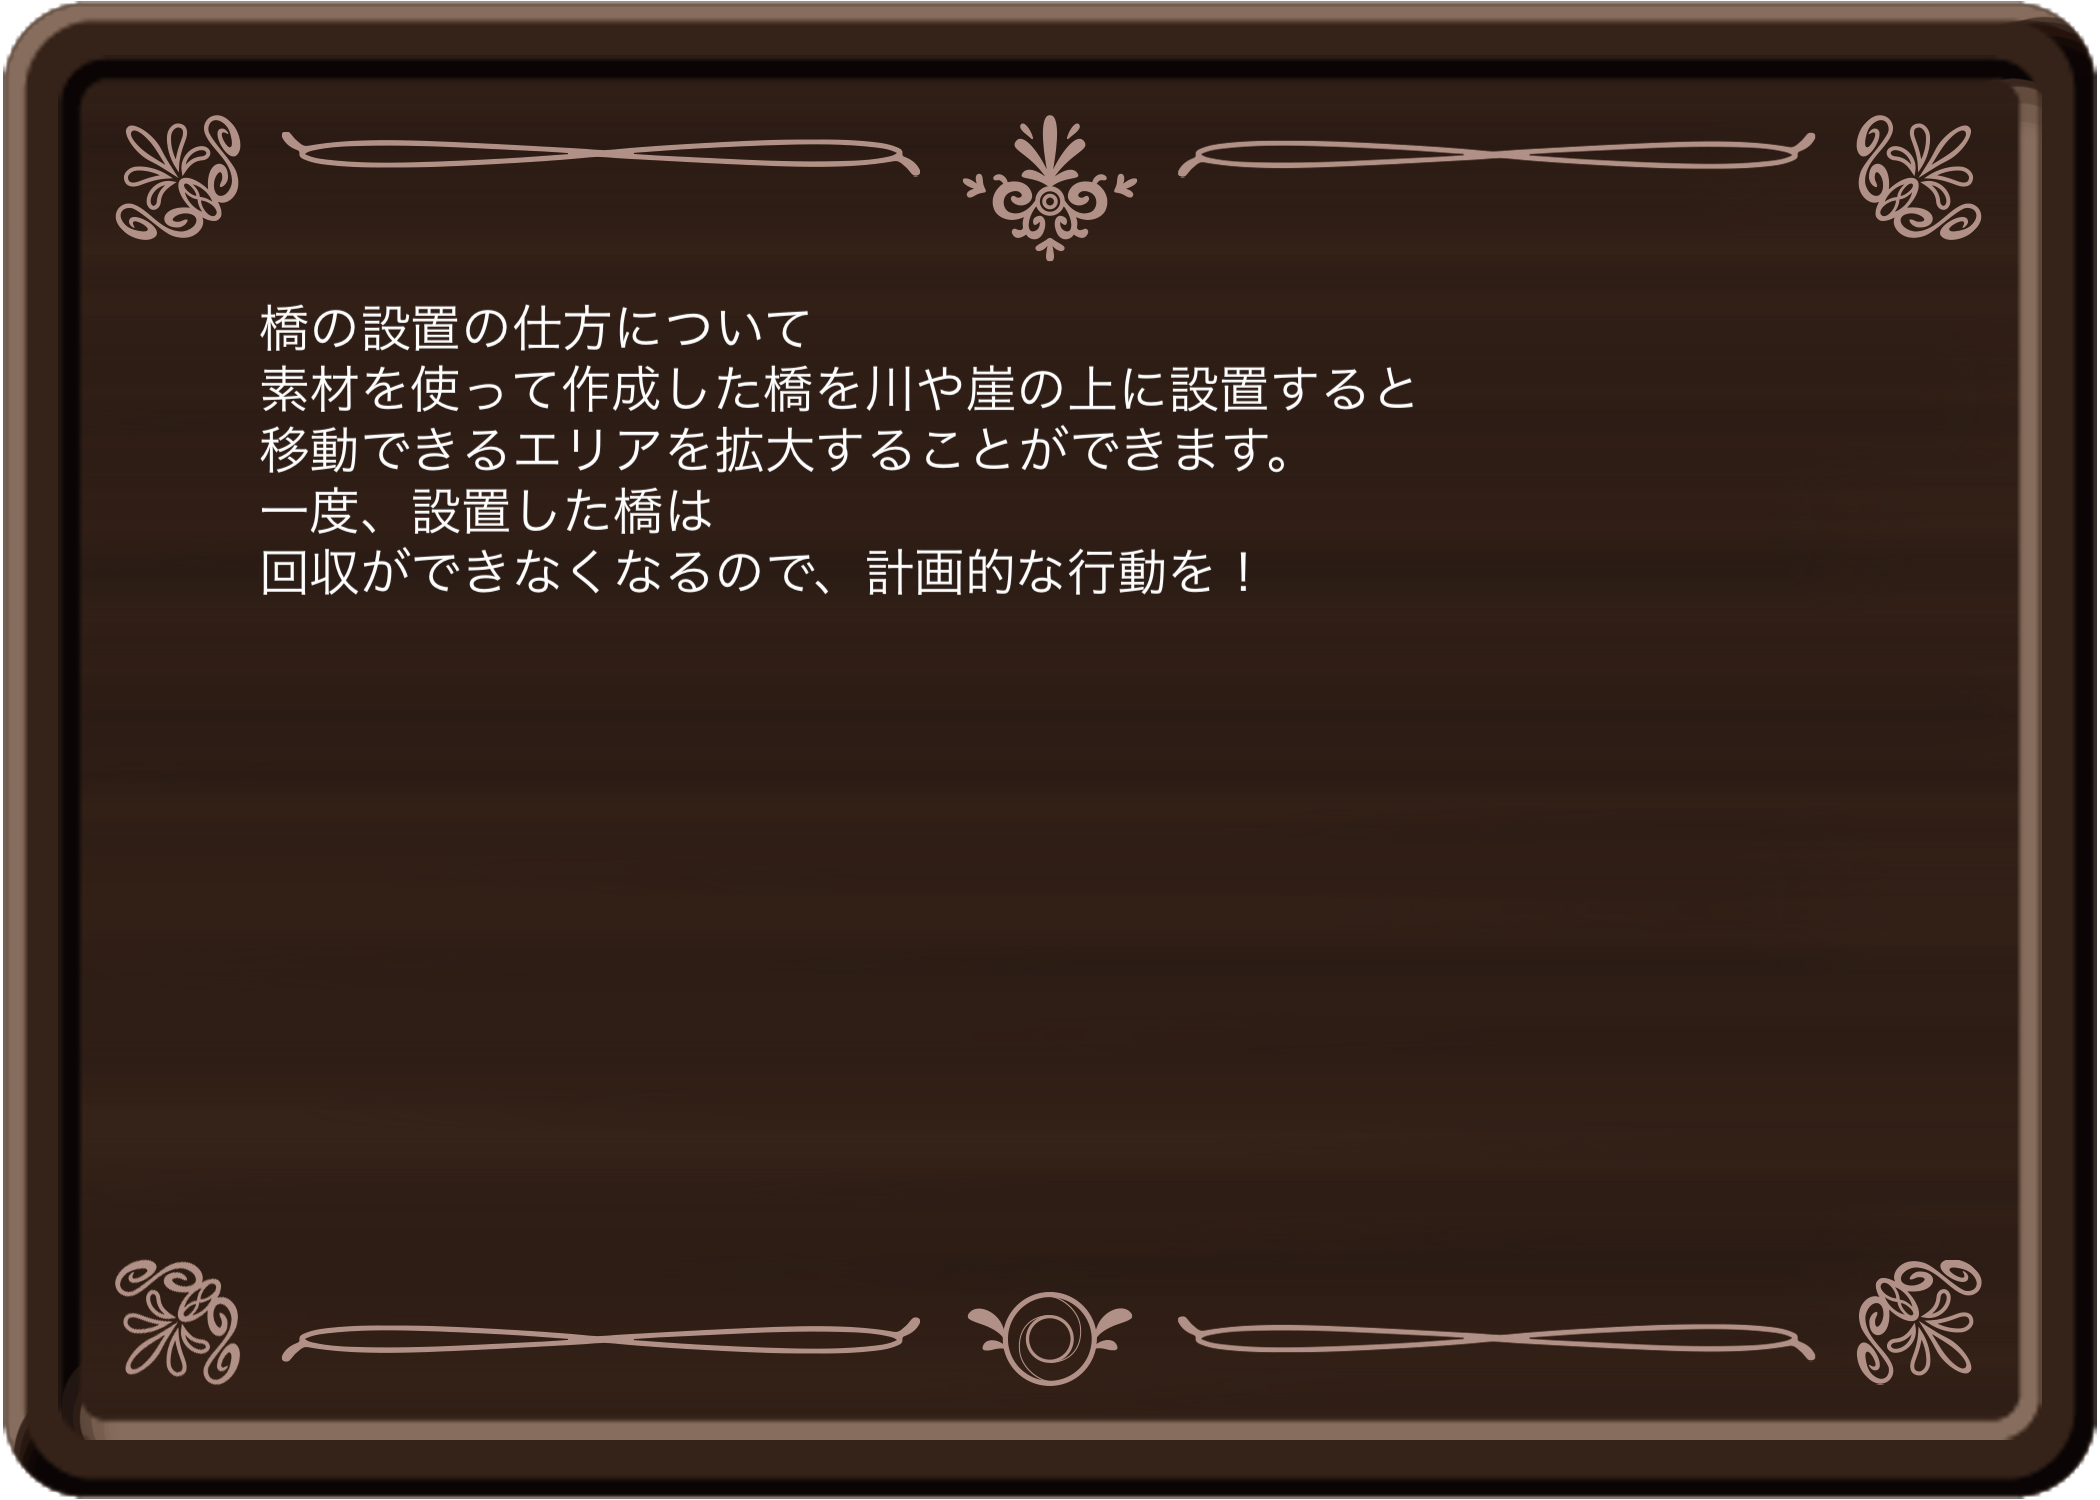 橋の設置の仕方について
素材を使って作成した橋を川や崖の上に設置すると
移動できるエリアを拡大することができます。
一度、設置した橋は
回収ができなくなるので、計画的な行動を！